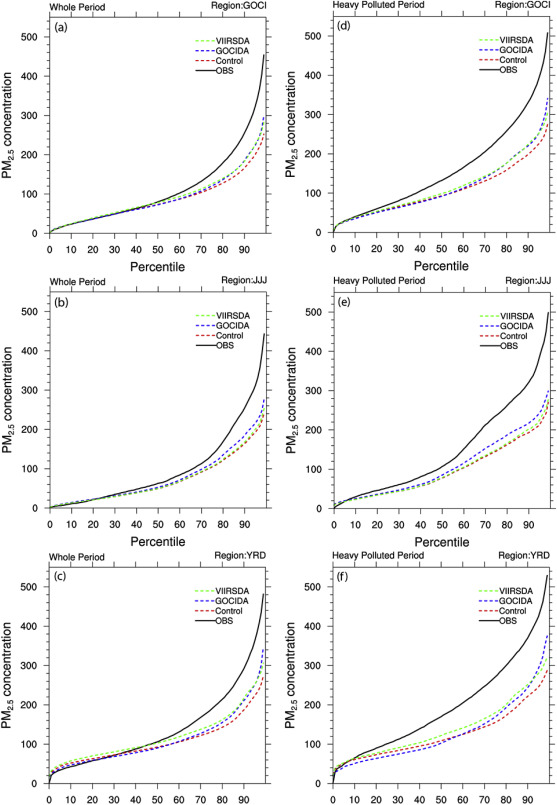 Whole Period Region:GOCI
(a)
VIIRSDA
GOCIDA
Control
OBS
PM2.5 concentration
500
400
300
200
100
0
0 10 20 30 40 50 60 70 80 90
Percentile
Heavy Polluted Period Region:GOCI
(d)
VIIRSDA
GOCIDA
Control
OBS
PM2.5 concentration
500
400
300
200
100
0
0 10 20 30 40 50 60 70 80 90
Percentile
Whole Period Region:JJJ
(b)
VIIRSDA
GOCIDA
Control
OBS
PM2.5 concentration
500
400
300
200
100
0
0 10 20 30 40 50 60 70 80 90
Percentile
Heavy Polluted Period Region:JJJ
(e)
VIIRSDA
GOCIDA
Control
OBS
PM2.5 concentration
500
400
300
200
100
0
0 10 20 30 40 50 60 70 80 90
Percentile
Whole Period Region:YRD
(c)
VIIRSDA
GOCIDA
Control
OBS
PM2.5 concentration
500
400
300
200
100
0
0 10 20 30 40 50 60 70 80 90
Heavy Polluted Period Region:YRD
(f)
VIIRSDA
GOCIDA
Control
OBS
PM2.5 concentration
500
400
300
200
100
0
0 10 20 30 40 50 60 70 80 90